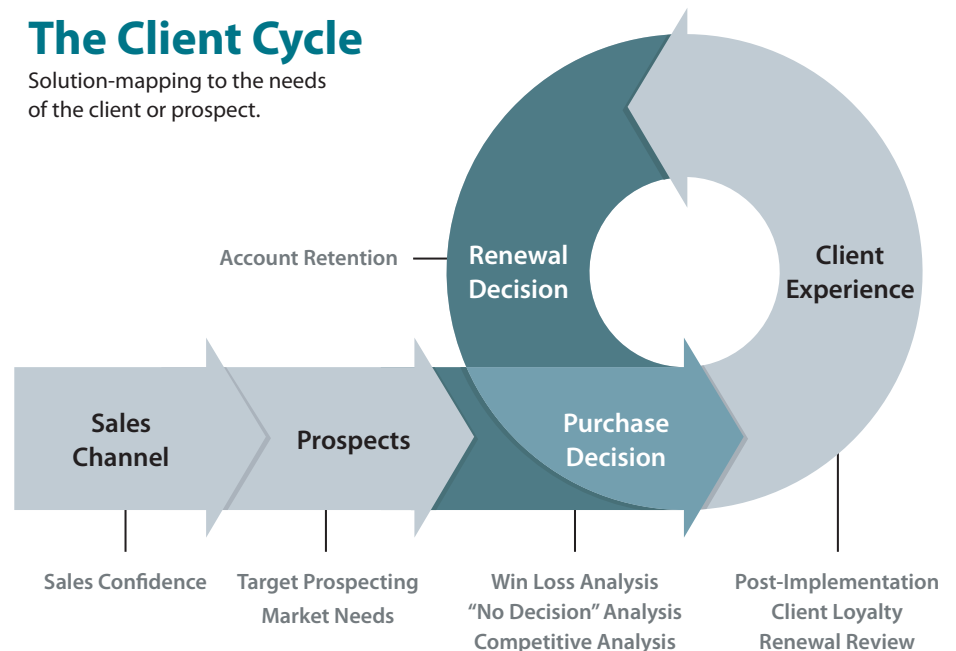 The Client Cycle
Solution-mapping to the needs
of the client or prospect.
Account Retention
Renewal
Decision
Client
Experience
Sales
Channel
Prospects
Purchase
Decision
Sales Confidence
Target Prospecting
Market Needs
Win Loss Analysis
“No Decision” Analysis
Competitive Analysis
Post-Implementation
Client Loyalty
Renewal Review